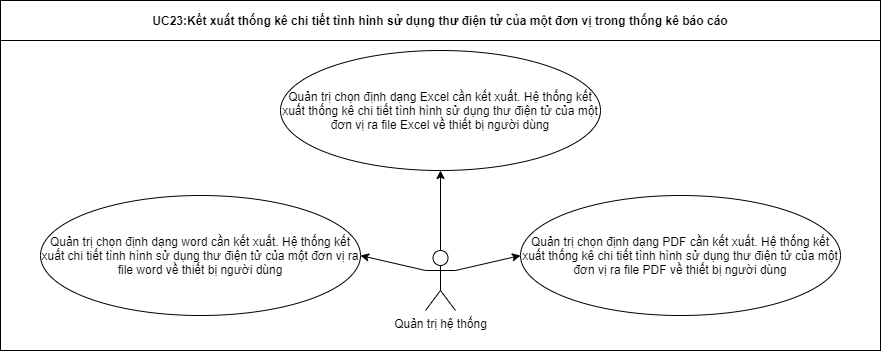 UC23:Kết xuất thống kê chi tiết tình hình sử dụng thư điện tử của một đơn vị trong thống kê báo cáo
Quản trị chọn định dạng Excel cần kết xuất. Hệ thống kết
xuất thống kê chi tiết tình hình sử dụng thư điện tử của một
đơn vị ra file Excel về thiết bị người dùng
Quản trị chọn định dạng word cần kết xuất. Hệ thống kết
xuất chi tiết tình hình sử dụng thư điện tử của một đơn vị ra
file word về thiết bị người dùng
Quản trị chọn định dạng PDF cần kết xuất. Hệ thống kết
xuất thống kê chi tiết tình hình sử dụng thư điện tử của một
đơn vị ra file PDF về thiết bị người dùng
Quản trị hệ thống